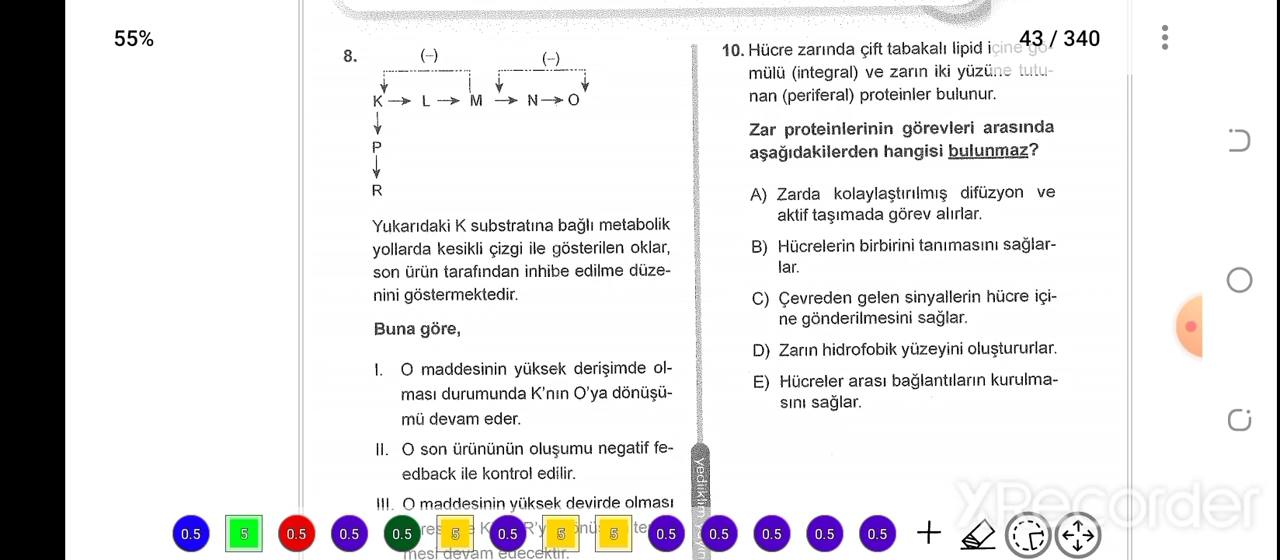 55%
43 / 340
8.
(–) (–)
K → L → M → N → O
P
R
Yukarıdaki K substratına bağlı metabolik
yollarda kesikli çizgi ile gösterilen oklar,
son ürün tarafından inhibe edilme düze-
nini göstermektedir.
Buna göre,
I. O maddesinin yüksek derişimde ol-
ması durumunda K'nın O'ya dönüşü-
mü devam eder.
II. O son ürününün oluşumu negatif fe-
edback ile kontrol edilir.
III. O maddesinin yüksek devirde olması
mesi devam edecektir.
10. Hücre zarında çift tabakalı lipid içine gö-
mülü (integral) ve zarın iki yüzüne tutu-
nan (periferal) proteinler bulunur.
Zar proteinlerinin görevleri arasında
aşağıdakilerden hangisi bulunmaz?
A) Zarda kolaylaştırılmış difüzyon ve
aktif taşımada görev alırlar.
B) Hücrelerin birbirini tanımasını sağlar-
lar.
C) Çevreden gelen sinyallerin hücre içi-
ne gönderilmesini sağlar.
D) Zarın hidrofobik yüzeyini oluştururlar.
E) Hücreler arası bağlantıların kurulma-
sını sağlar.
yediiklim
0.5 5 0.5 0.5 0.5 5 0.5 5 5 0.5 0.5 0.5 0.5 0.5 +
XRecorder